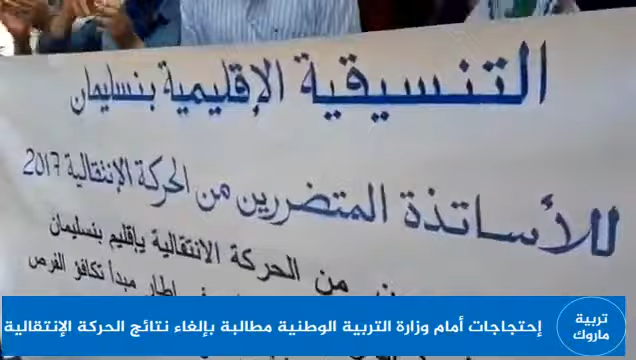 التنسيقية الإقليمية بنسليمان
للأساتذة المتضررين من الحركة الإنتقالية 2017
من الحركة الانتقالية بإقليم بنسليمان
إطار مبدأ تكافؤ الفرص
إحتجاجات أمام وزارة التربية الوطنية مطالبة بإلغاء نتائج الحركة الإنتقالية
تربية
ماروك